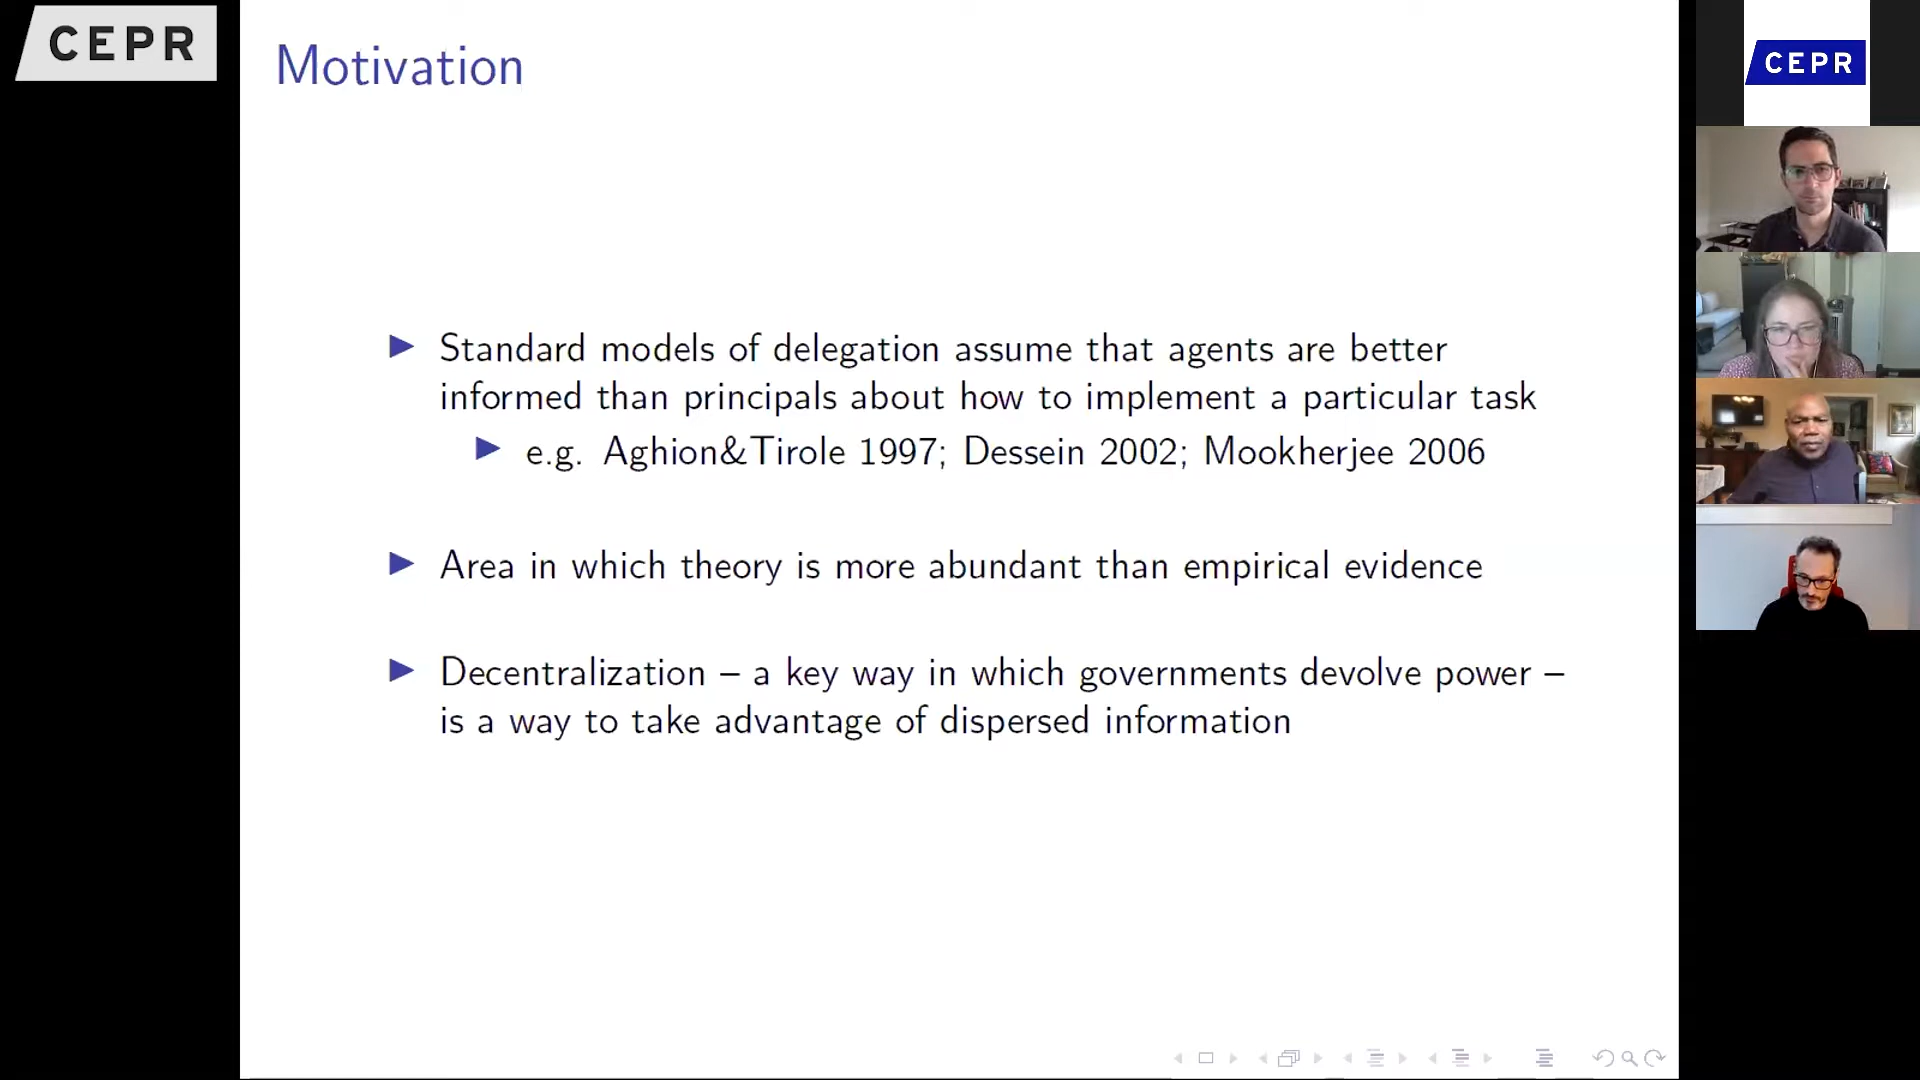 CEPR
Motivation
CEPR
Standard models of delegation assume that agents are better
informed than principals about how to implement a particular task
e.g. Aghion&Tirole 1997; Dessein 2002; Mookherjee 2006
Area in which theory is more abundant than empirical evidence
Decentralization – a key way in which governments devolve power –
is a way to take advantage of dispersed information